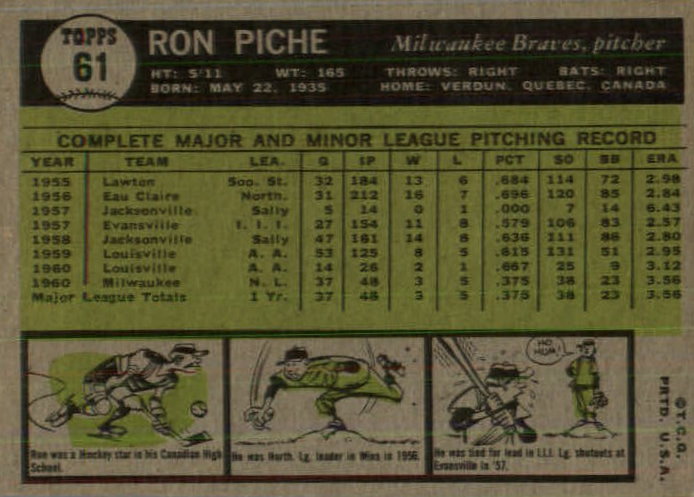 TOPPS
61
RON PICHE
Milwaukee Braves, pitcher
HT: 5'11 WT: 165 THROWS: RIGHT BATS: RIGHT
BORN: MAY 22, 1935 HOME: VERDUN, QUEBEC, CANADA
COMPLETE MAJOR AND MINOR LEAGUE PITCHING RECORD
YEAR TEAM LEA. G IP W L PCT SO BB ERA
1955 Lawton Soo. St. 32 184 13 6 .684 114 72 2.98
1956 Eau Claire North. 31 212 16 7 .696 120 85 2.84
1957 Jacksonville Sally 5 14 0 1 .000 7 14 6.43
1957 Evansville I. I. I. 27 154 11 8 .579 106 83 2.57
1958 Jacksonville Sally 47 161 14 8 .636 111 86 2.80
1959 Louisville A. A. 53 125 8 5 .615 131 51 2.95
1960 Louisville A. A. 14 26 2 1 .667 25 9 3.12
1960 Milwaukee N. L. 37 48 3 5 .375 38 23 3.56
Major League Totals 1 Yr. 37 48 3 5 .375 38 23 3.56
HO HUM!
Ron was a Hockey star in his Canadian High
School.
He was North. Lg. leader in Wins in 1956.
He was tied for lead in I.I.I. Lg. shutouts at
Evansville in '57.
©T.C.G.
PRTD. U.S.A.